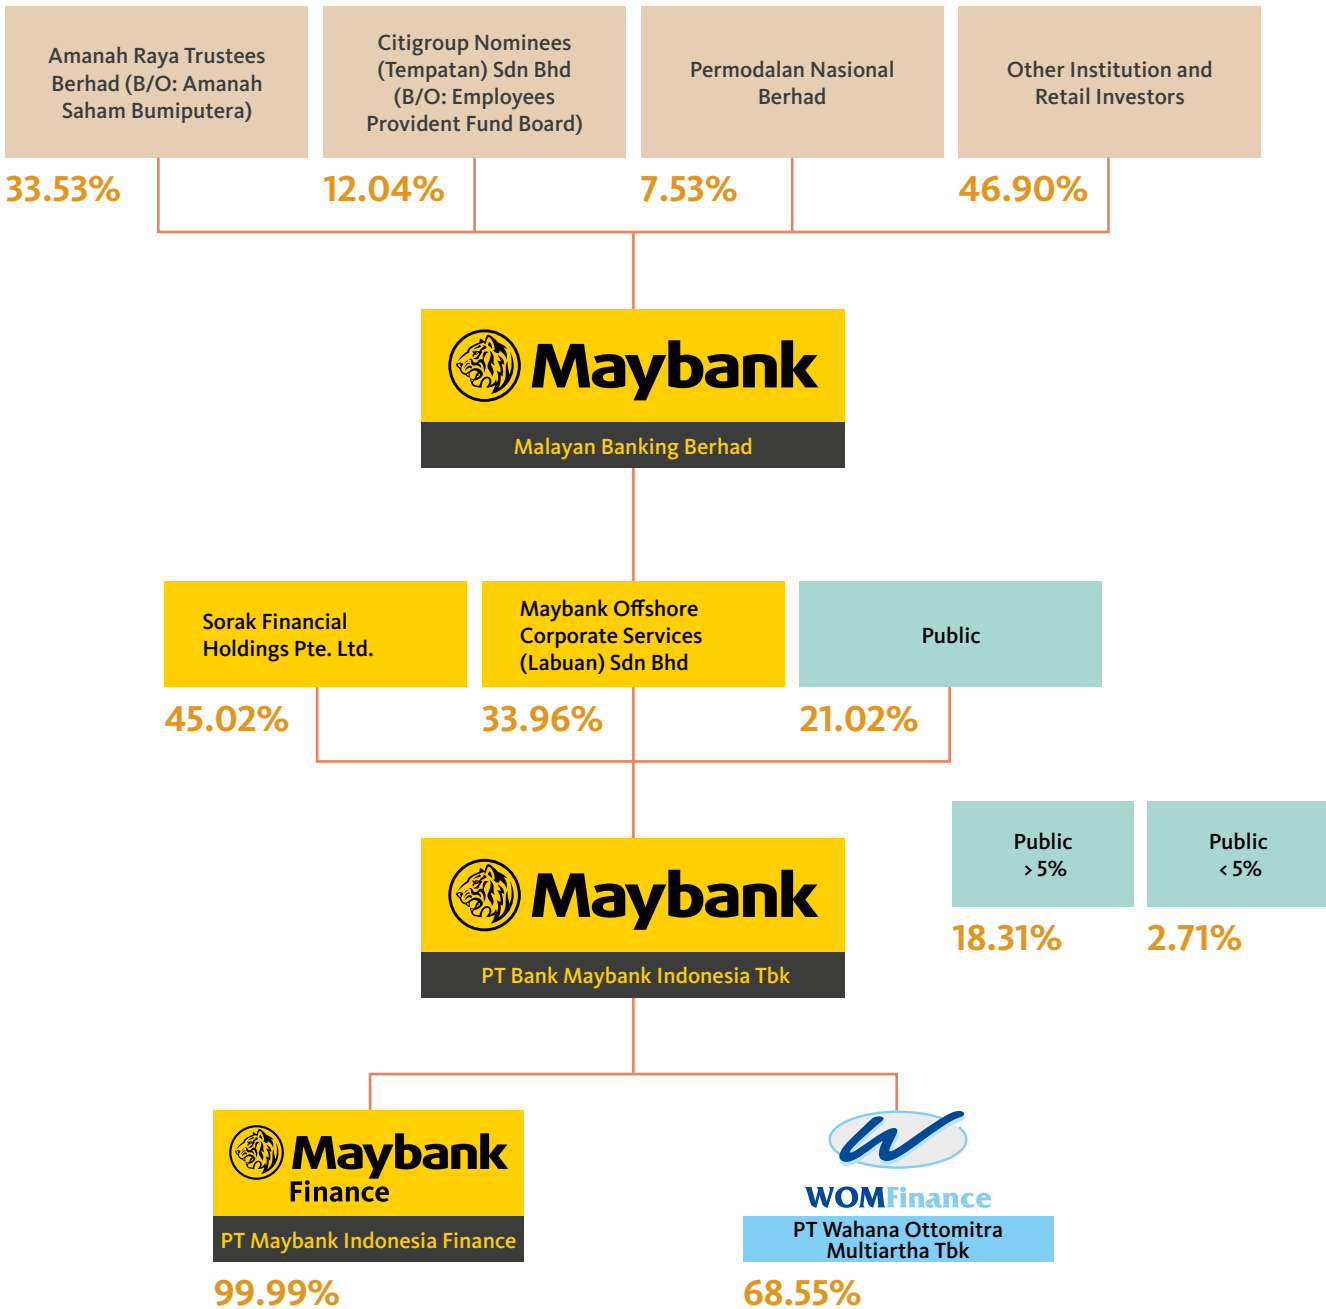 Amanah Raya Trustees
Berhad (B/O: Amanah
Saham Bumiputera)
33.53%
Citigroup Nominees
(Tempatan) Sdn Bhd
(B/O: Employees
Provident Fund Board)
12.04%
Permodalan Nasional
Berhad
7.53%
Other Institution and
Retail Investors
46.90%
Maybank
Malayan Banking Berhad
Sorak Financial
Holdings Pte. Ltd.
45.02%
Maybank Offshore
Corporate Services
(Labuan) Sdn Bhd
33.96%
Public
21.02%
Maybank
PT Bank Maybank Indonesia Tbk
Public
> 5%
18.31%
Public
< 5%
2.71%
Maybank
Finance
PT Maybank Indonesia Finance
99.99%
WOMFinance
PT Wahana Ottomitra
Multiartha Tbk
68.55%